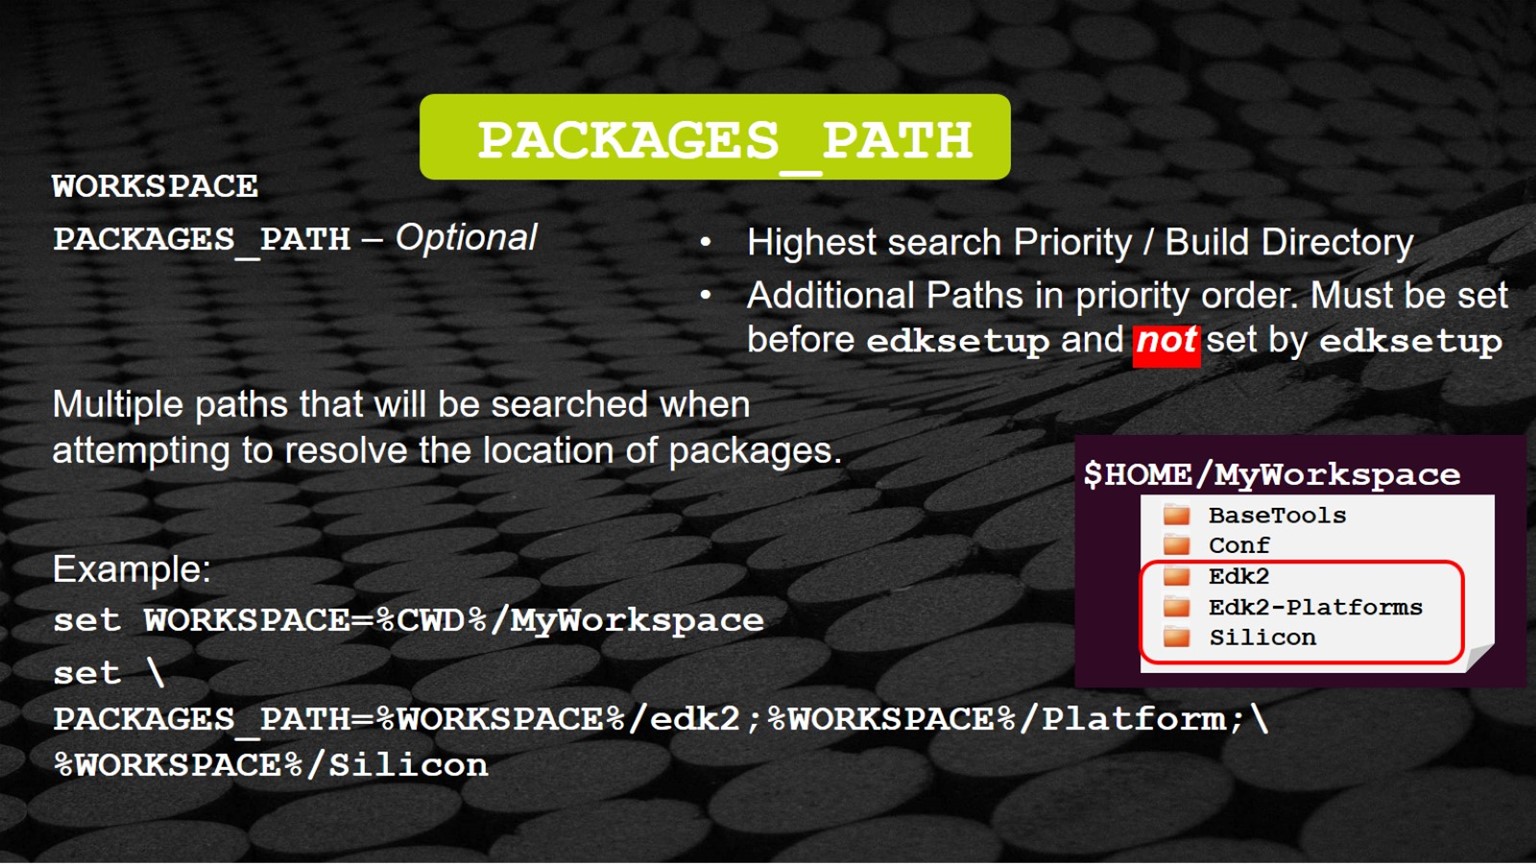 PACKAGES_PATH
WORKSPACE
PACKAGES_PATH – Optional
• Highest search Priority / Build Directory
• Additional Paths in priority order. Must be set
before edksetup and not set by edksetup
Multiple paths that will be searched when
attempting to resolve the location of packages.
$HOME/MyWorkspace
BaseTools
Conf
Edk2
Edk2-Platforms
Silicon
Example:
set WORKSPACE=%CWD%/MyWorkspace
set \
PACKAGES_PATH=%WORKSPACE%/edk2;%WORKSPACE%/Platform;\
%WORKSPACE%/Silicon